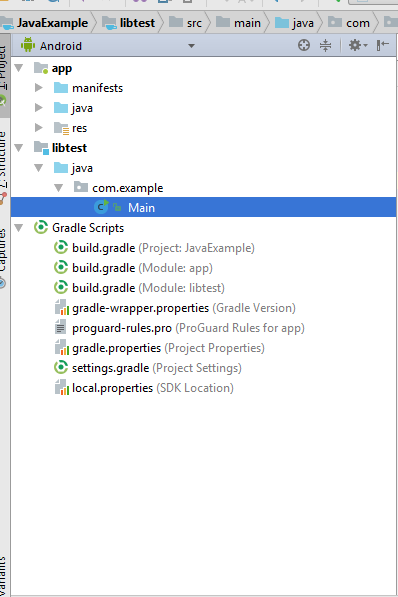 JavaExample libtest src main java com
Android
app
manifests
java
res
libtest
java
com.example
Main
Gradle Scripts
build.gradle (Project: JavaExample)
build.gradle (Module: app)
build.gradle (Module: libtest)
gradle-wrapper.properties (Gradle Version)
proguard-rules.pro (ProGuard Rules for app)
gradle.properties (Project Properties)
settings.gradle (Project Settings)
local.properties (SDK Location)
1: Project
Z: Structure
Captures